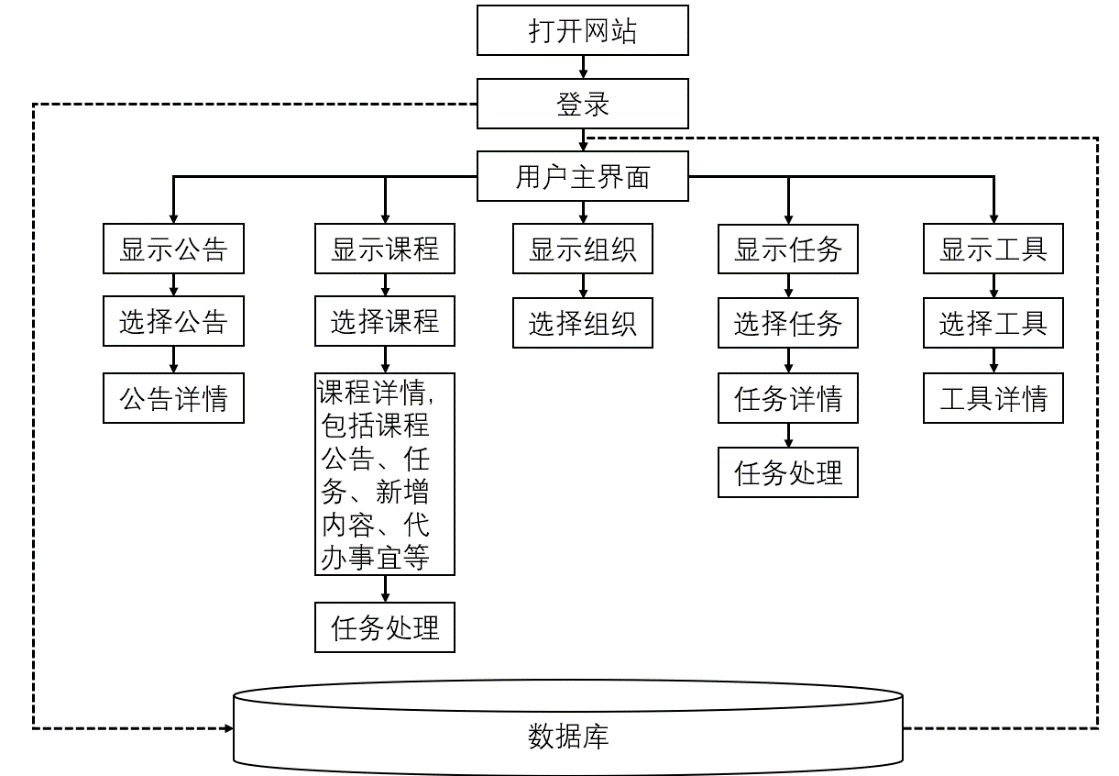 打开网站
登录
用户主界面
显示公告
显示课程
显示组织
显示任务
显示工具
选择公告
选择课程
选择组织
选择任务
选择工具
公告详情
课程详情,
包括课程
公告、任
务、新增
内容、代
办事宜等
任务详情
工具详情
任务处理
任务处理
数据库